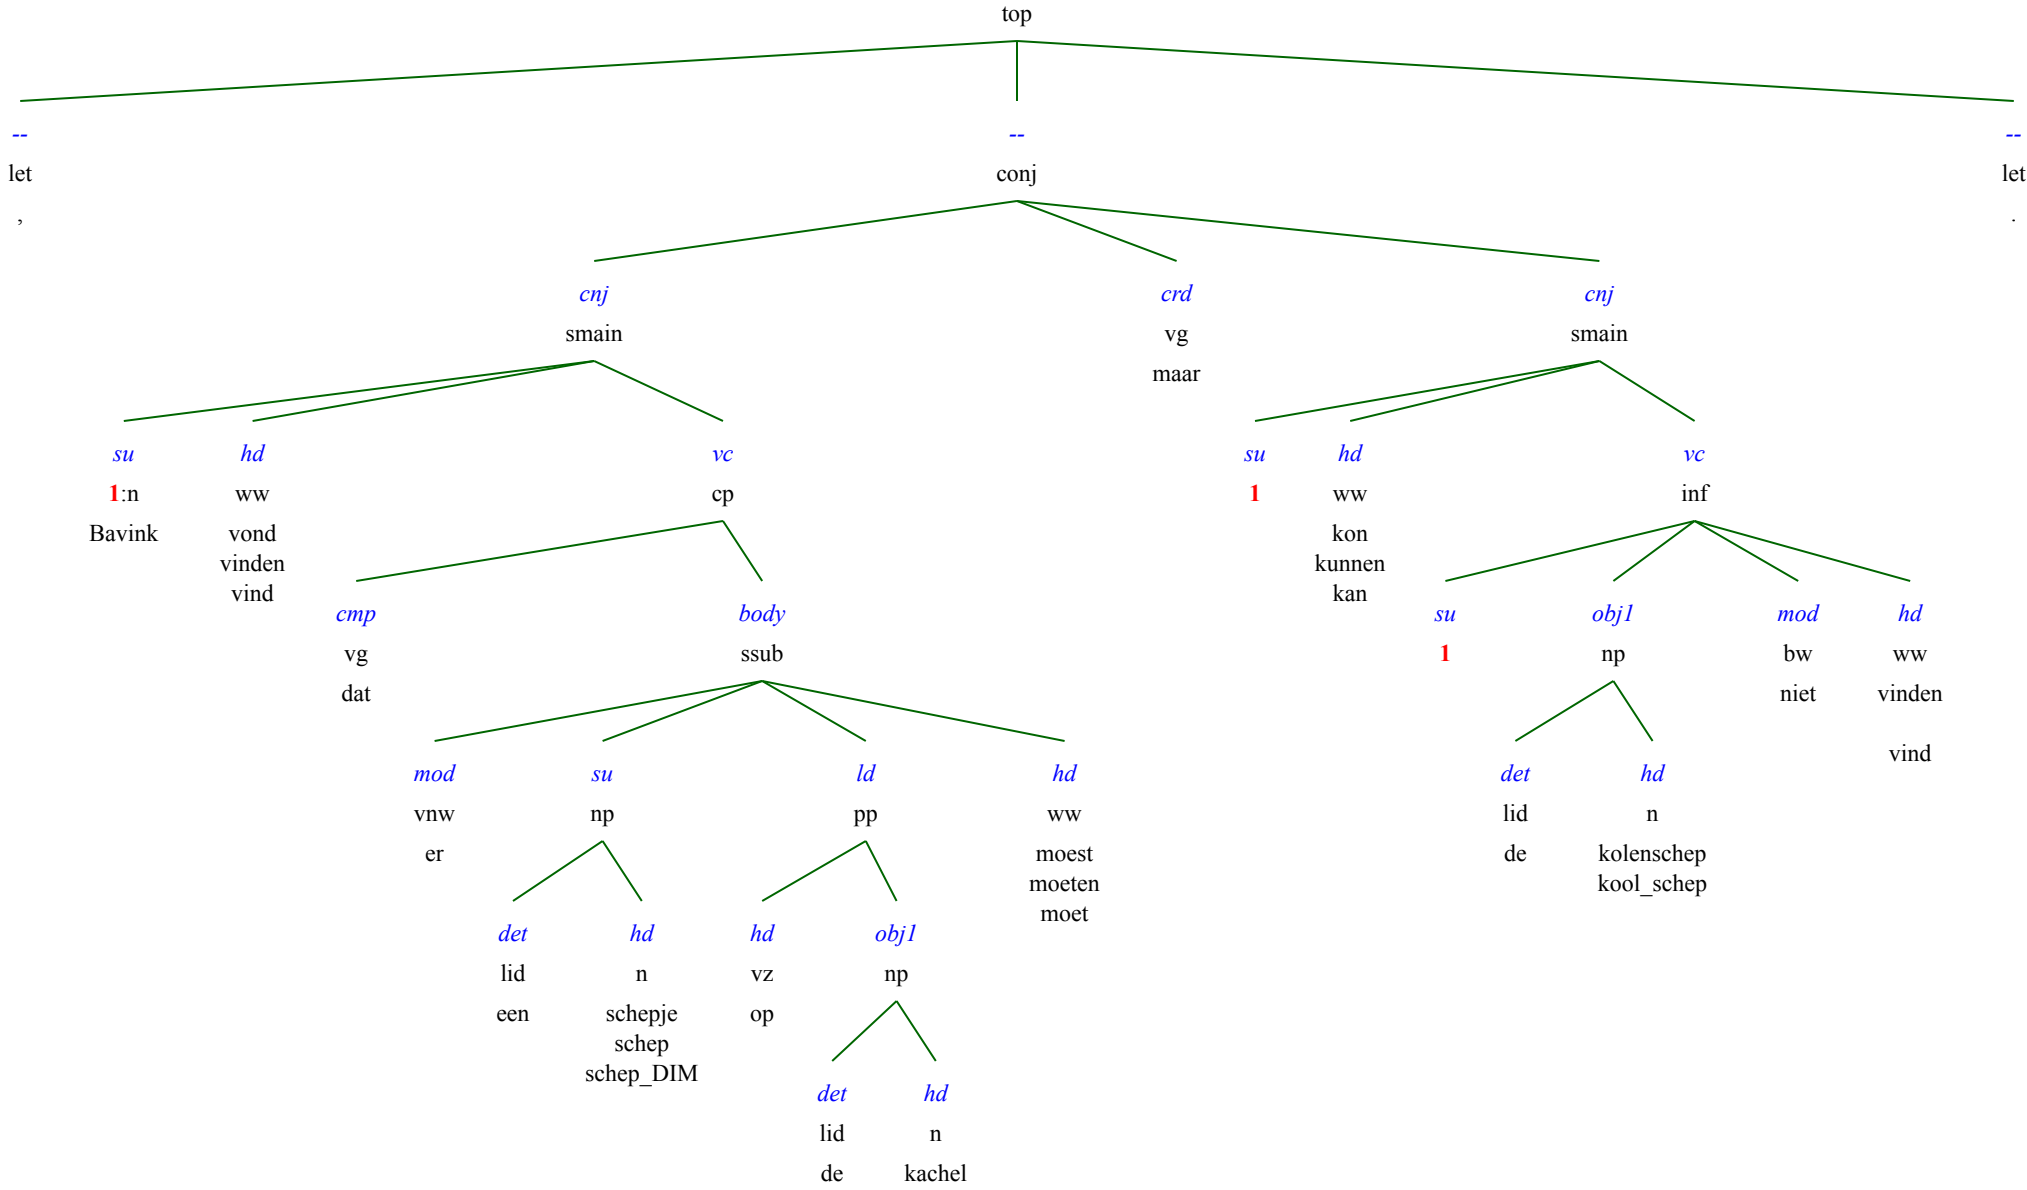 top
-- -- --
let conj let
, .
cnj crd cnj
smain vg smain
maar
su hd vc su hd vc
1:n ww cp 1 ww inf
Bavink vond kon
vinden kunnen
vind kan
cmp body su obj1 mod hd
vg ssub 1 np bw ww
dat niet vinden
vind
mod su ld hd det hd
vnw np pp ww lid n
er moest de kolenschep
moeten kool_schep
moet
det hd hd obj1
lid n vz np
een schepje op
schep
schep_DIM
det hd
lid n
de kachel